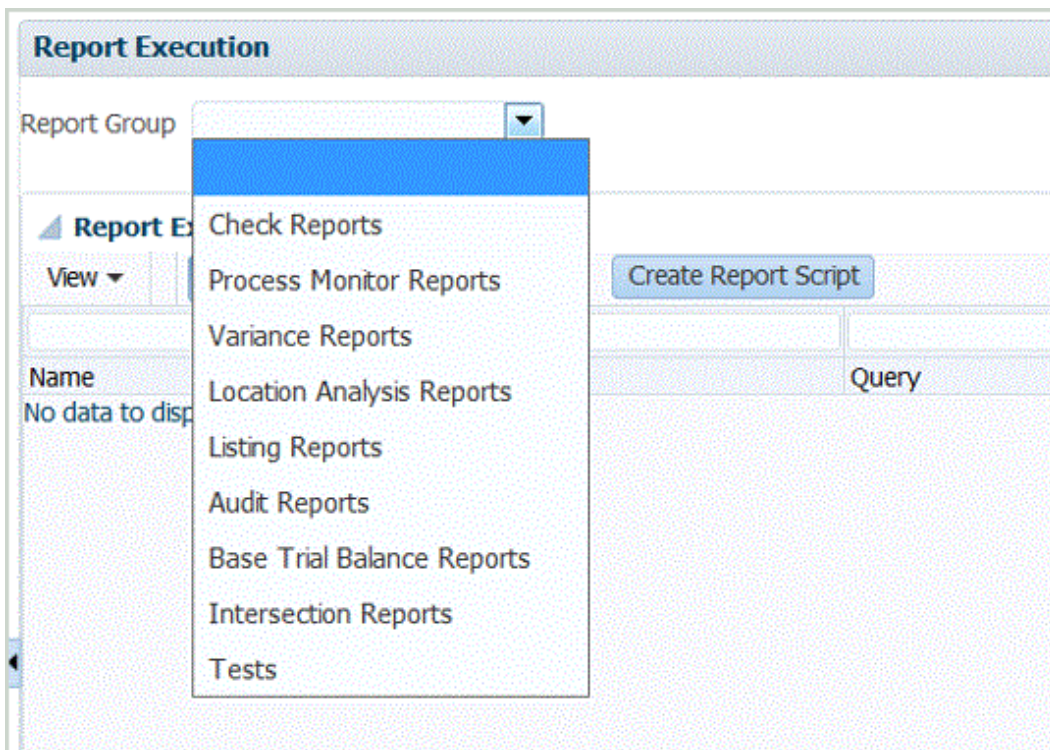 Report Execution
Report Group
Check Reports
Process Monitor Reports
Variance Reports
Location Analysis Reports
Listing Reports
Audit Reports
Base Trial Balance Reports
Intersection Reports
Tests
Report
View
Create Report Script
Name
Query
No data to